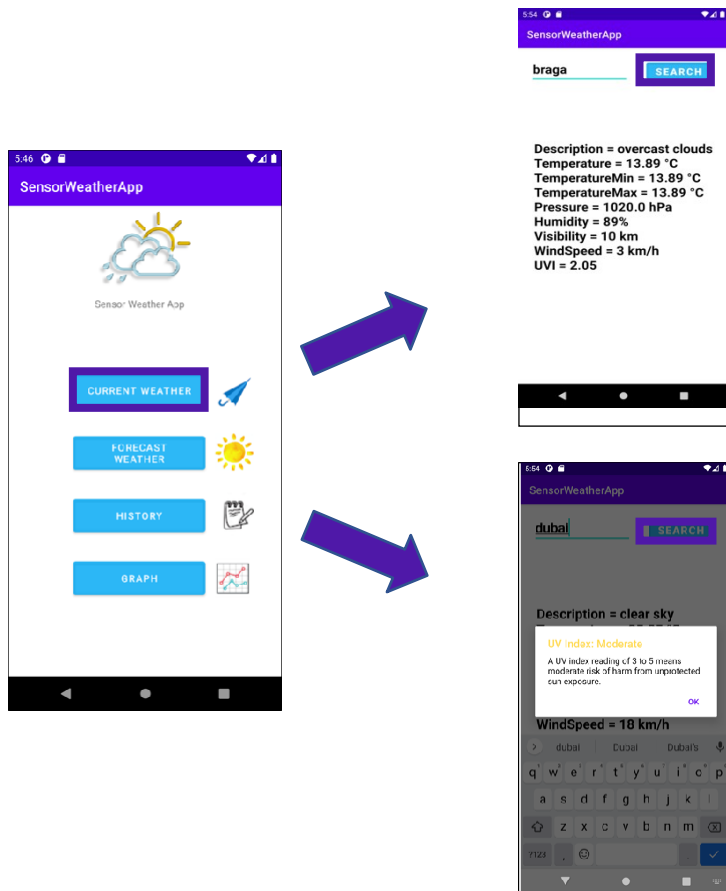 5:46
SensorWeatherApp
Sensor Weather App
CURRENT WEATHER
FORECAST
WEATHER
HISTORY
GRAPH
5:54
SensorWeatherApp
braga
SEARCH
Description = overcast clouds
Temperature = 13.89 °C
TemperatureMin = 13.89 °C
TemperatureMax = 13.89 °C
Pressure = 1020.0 hPa
Humidity = 89%
Visibility = 10 km
WindSpeed = 3 km/h
UVI = 2.05
5:54
SensorWeatherApp
dubai
SEARCH
Description = clear sky
UV Index: Moderate
A UV index reading of 3 to 5 means
moderate risk of harm from unprotected
sun exposure.
OK
WindSpeed = 18 km/h
dubai Dubai Dubai's
q w e r t y u i o p
a s d f g h j k l
z x c v b n m
?123 ,